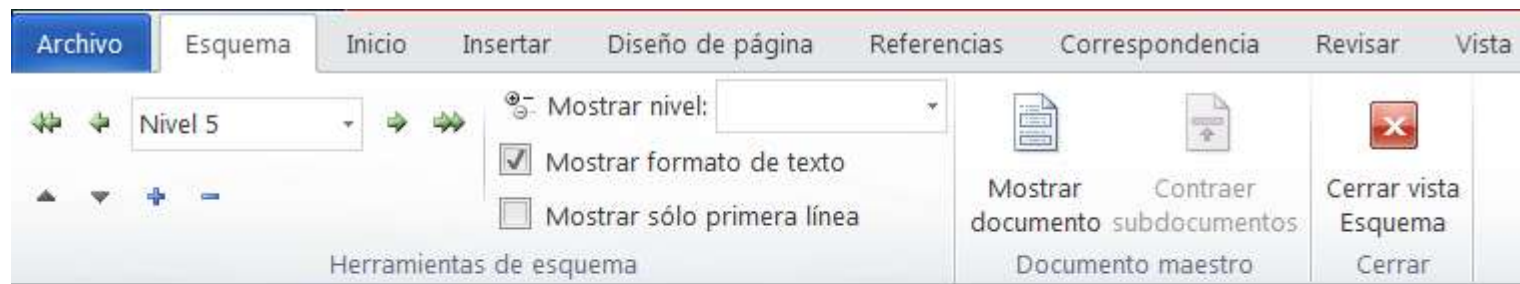 Archivo Esquema Inicio Insertar Diseño de página Referencias Correspondencia Revisar Vista
Nivel 5
Mostrar nivel:
Mostrar formato de texto
Mostrar sólo primera línea
Herramientas de esquema
Mostrar
documento
Contraer
subdocumentos
Documento maestro
Cerrar vista
Esquema
Cerrar